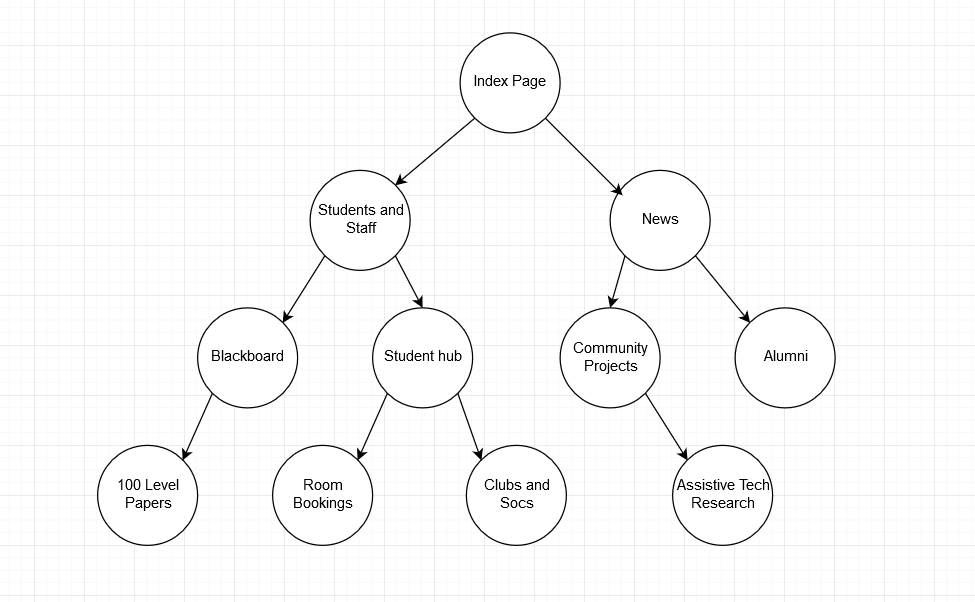 Index Page
Students and
Staff
News
Blackboard
Student hub
Community
Projects
Alumni
100 Level
Papers
Room
Bookings
Clubs and
Socs
Assistive Tech
Research